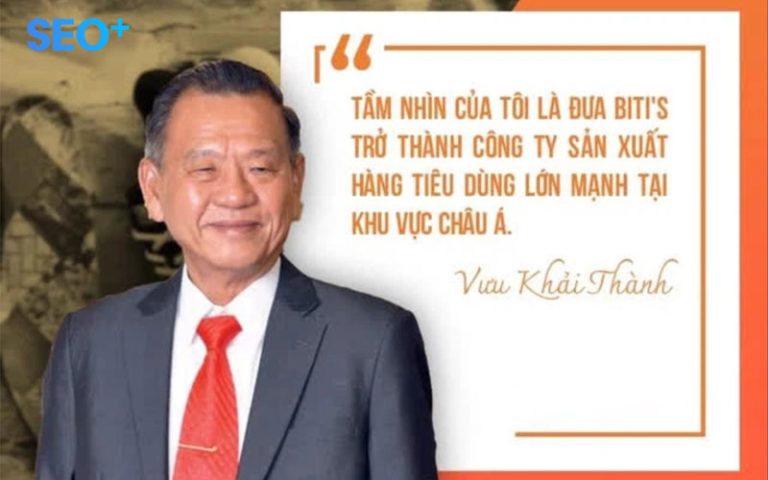 SEO+
TẦM NHÌN CỦA TÔI LÀ ĐƯA BITI'S
TRỞ THÀNH CÔNG TY SẢN XUẤT
HÀNG TIÊU DÙNG LỚN MẠNH TẠI
KHU VỰC CHÂU Á.
Vưu Khải Thành